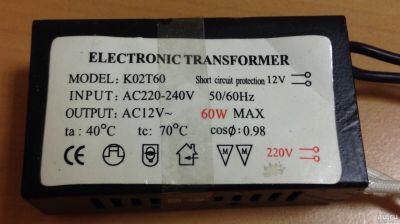 ELECTRONIC TRANSFORMER
MODEL: K02T60 Short circuit protection 12V
INPUT: AC220-240V 50/60Hz
OUTPUT: AC12V~ 60W MAX
ta: 40°C tc: 70°C cosø: 0.98
CE M M 220V